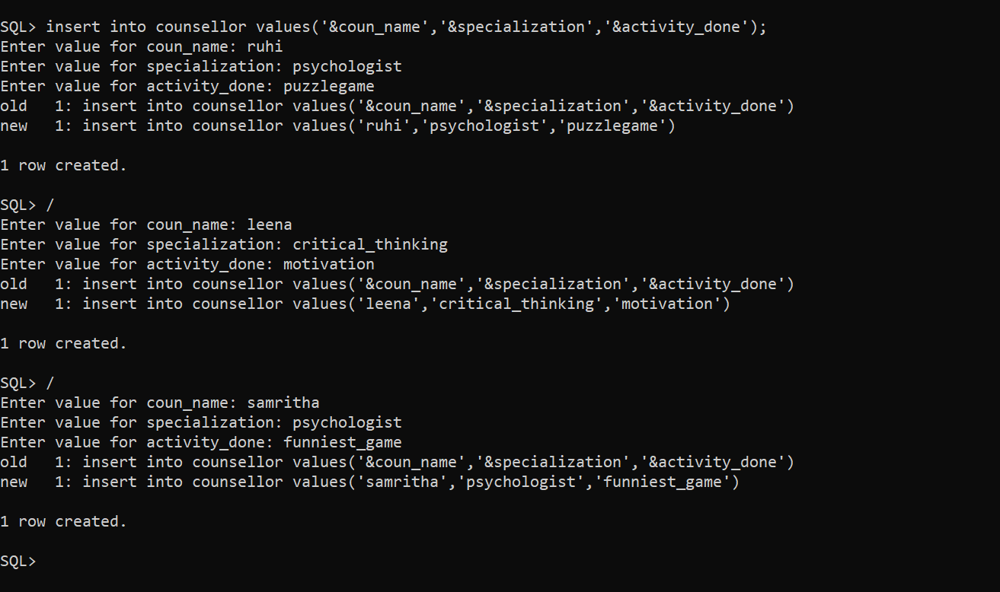 SQL> insert into counsellor values('&coun_name','&specialization','&activity_done');
Enter value for coun_name: ruhi
Enter value for specialization: psychologist
Enter value for activity_done: puzzlegame
old   1: insert into counsellor values('&coun_name','&specialization','&activity_done')
new   1: insert into counsellor values('ruhi','psychologist','puzzlegame')
1 row created.
SQL> /
Enter value for coun_name: leena
Enter value for specialization: critical_thinking
Enter value for activity_done: motivation
old   1: insert into counsellor values('&coun_name','&specialization','&activity_done')
new   1: insert into counsellor values('leena','critical_thinking','motivation')
1 row created.
SQL> /
Enter value for coun_name: samritha
Enter value for specialization: psychologist
Enter value for activity_done: funniest_game
old   1: insert into counsellor values('&coun_name','&specialization','&activity_done')
new   1: insert into counsellor values('samritha','psychologist','funniest_game')
1 row created.
SQL>